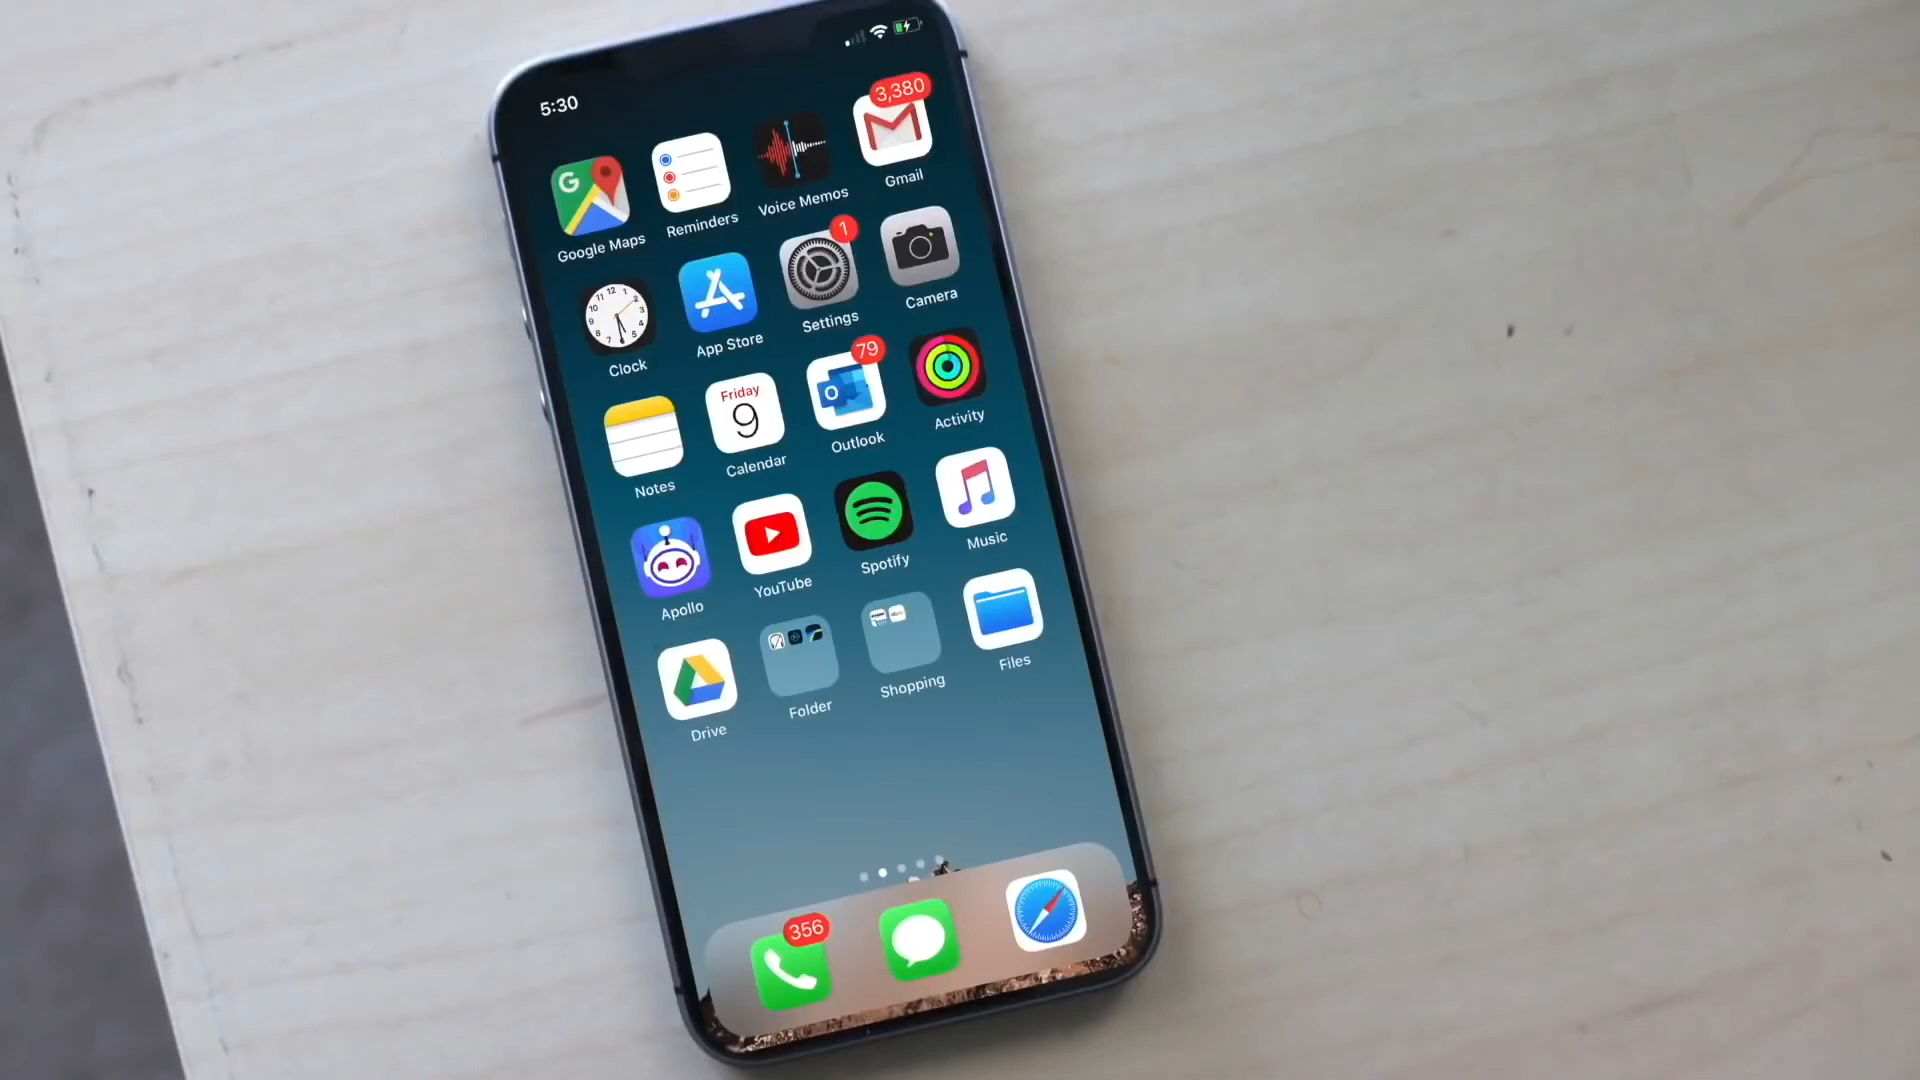 5:30
3,380
Google Maps
Reminders
Voice Memos
Gmail
1
Clock
App Store
Settings
Camera
79
Friday
9
Notes
Calendar
Outlook
Activity
Apollo
YouTube
Spotify
Music
Drive
Folder
Shopping
Files
356